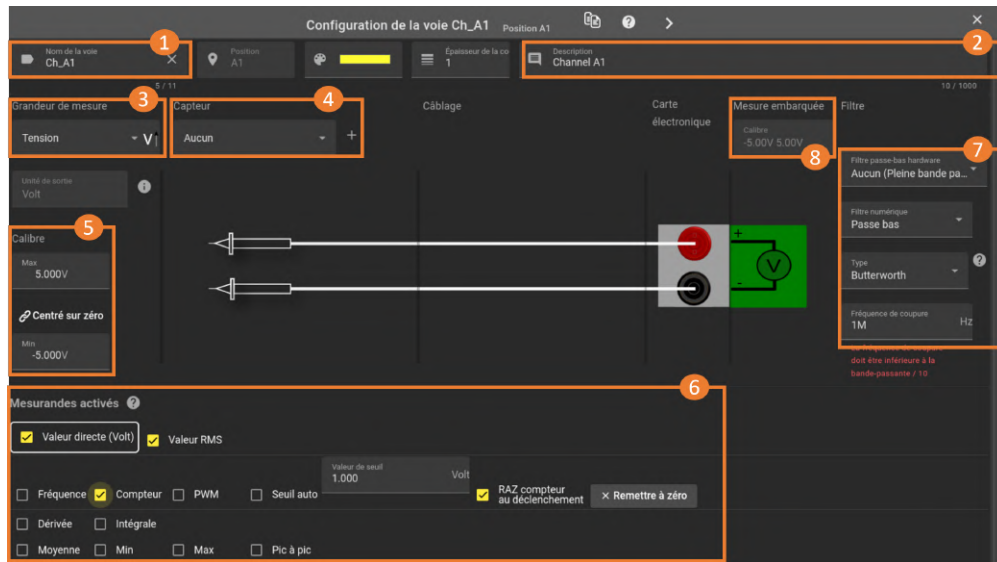 Configuration de la voie Ch_A1 Position A1
1
2
Nom de la voie
Ch_A1
5 / 11
Position
A1
Épaisseur de la co
1
Description
Channel A1
10 / 1000
Grandeur de mesure
3
Capteur
4
Câblage
Carte
électronique
Mesure embarquée
Filtre
Tension
V
Aucun
+
Calibre
-5.00V 5.00V
8
7
Filtre passe-bas hardware
Aucun (Pleine bande pa...
Unité de sortie
Volt
Filtre numérique
Passe bas
5
Calibre
Max
5.000V
+
V
-
Type
Butterworth
Centré sur zéro
Fréquence de coupure
1M Hz
Min
-5.000V
doit être inférieure à la
bande-passante / 10
6
Mesurandes activés
Valeur directe (Volt) Valeur RMS
Valeur de seuil
1.000 Volt
Fréquence Compteur PWM Seuil auto
RAZ compteur
au déclenchement
× Remettre à zéro
Dérivée Intégrale
Moyenne Min Max Pic à pic